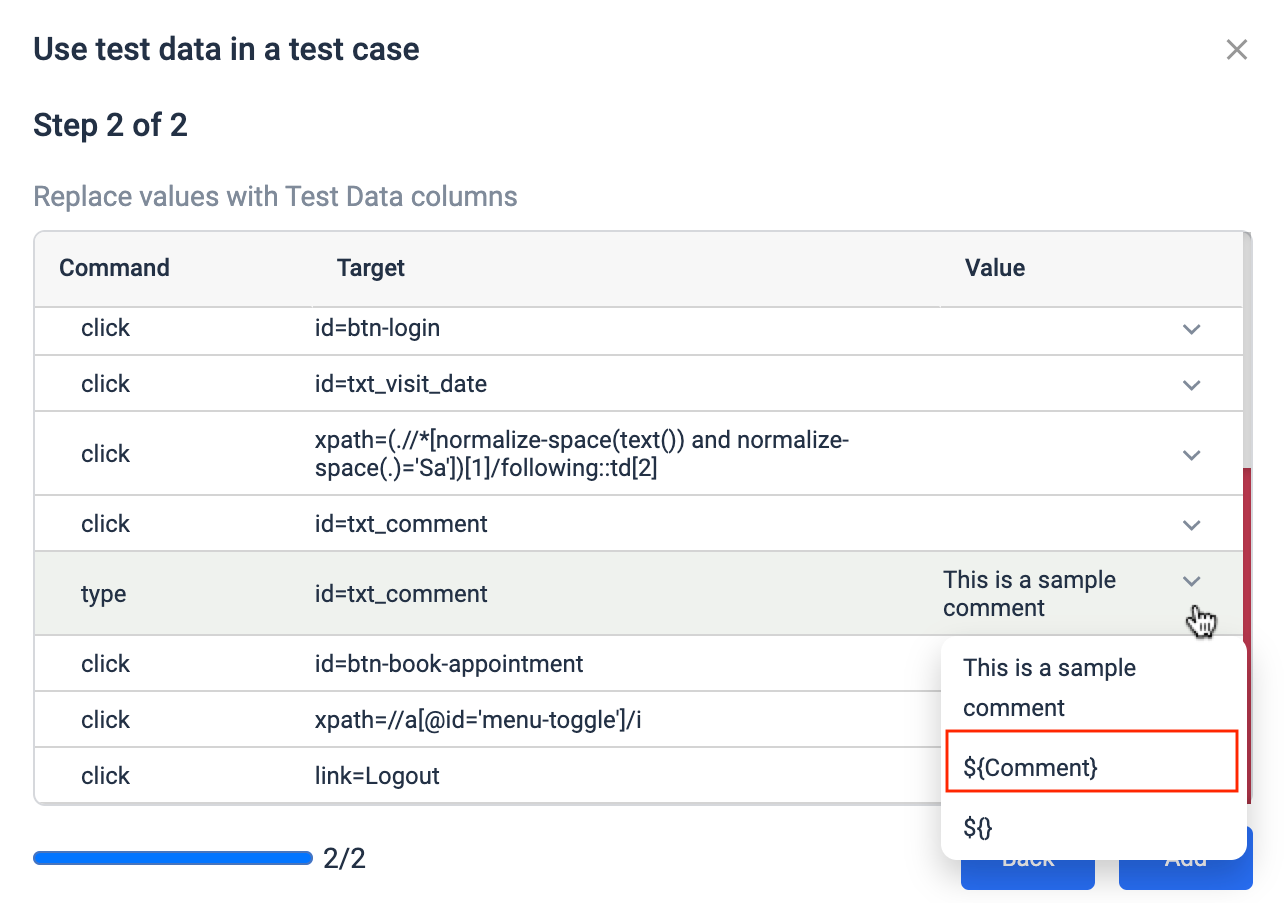 Use test data in a test case
Step 2 of 2
Replace values with Test Data columns
Command Target Value
click id=btn-login
click id=txt_visit_date
click xpath=(.//*[normalize-space(text()) and normalize-
space(.)='Sa'])[1]/following::td[2]
click id=txt_comment
type id=txt_comment This is a sample
comment
click id=btn-book-appointment
click xpath=//a[@id='menu-toggle']/i
click link=Logout
This is a sample
comment
${Comment}
${}
2/2 Back Add